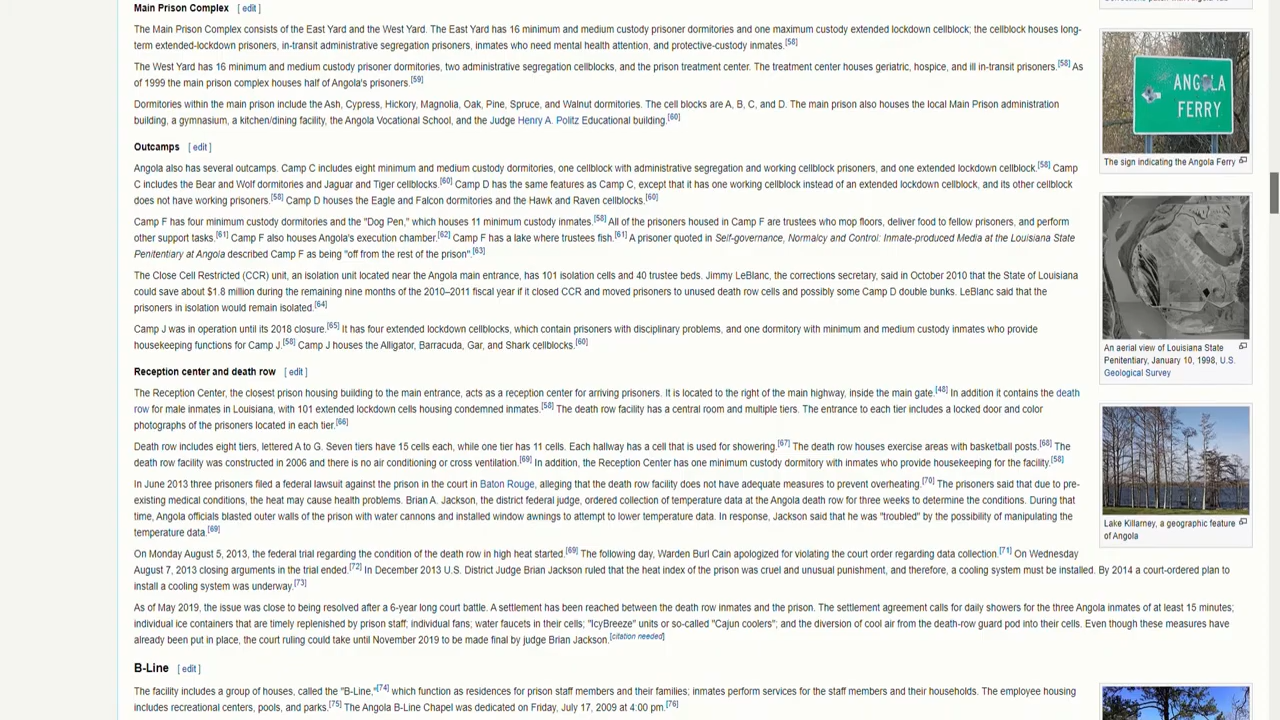 Main Prison Complex [ edit ]
The Main Prison Complex consists of the East Yard and the West Yard. The East Yard has 16 minimum and medium custody prisoner dormitories and one maximum custody extended lockdown cellblock; the cellblock houses long-
term extended-lockdown prisoners, in-transit administrative segregation prisoners, inmates who need mental health attention, and protective-custody inmates.[58]
The West Yard has 16 minimum and medium custody prisoner dormitories, two administrative segregation cellblocks, and the prison treatment center. The treatment center houses geriatric, hospice, and ill in-transit prisoners.[58] As
of 1999 the main prison complex houses half of Angola's prisoners.[59]
Dormitories within the main prison include the Ash, Cypress, Hickory, Magnolia, Oak, Pine, Spruce, and Walnut dormitories. The cell blocks are A, B, C, and D. The main prison also houses the local Main Prison administration
building, a gymnasium, a kitchen/dining facility, the Angola Vocational School, and the Judge Henry A. Politz Educational building.[60]
Outcamps [ edit ]
Angola also has several outcamps. Camp C includes eight minimum and medium custody dormitories, one cellblock with administrative segregation and working cellblock prisoners, and one extended lockdown cellblock.[58] Camp
C includes the Bear and Wolf dormitories and Jaguar and Tiger cellblocks.[60] Camp D has the same features as Camp C, except that it has one working cellblock instead of an extended lockdown cellblock, and its other cellblock
does not have working prisoners.[58] Camp D houses the Eagle and Falcon dormitories and the Hawk and Raven cellblocks.[60]
Camp F has four minimum custody dormitories and the "Dog Pen," which houses 11 minimum custody inmates.[58] All of the prisoners housed in Camp F are trustees who mop floors, deliver food to fellow prisoners, and perform
other support tasks.[61] Camp F also houses Angola's execution chamber.[62] Camp F has a lake where trustees fish.[61] A prisoner quoted in Self-governance, Normalcy and Control: Inmate-produced Media at the Louisiana State
Penitentiary at Angola described Camp F as being "off from the rest of the prison".[63]
The Close Cell Restricted (CCR) unit, an isolation unit located near the Angola main entrance, has 101 isolation cells and 40 trustee beds. Jimmy LeBlanc, the corrections secretary, said in October 2010 that the State of Louisiana
could save about $1.8 million during the remaining nine months of the 2010–2011 fiscal year if it closed CCR and moved prisoners to unused death row cells and possibly some Camp D double bunks. LeBlanc said that the
prisoners in isolation would remain isolated.[64]
Camp J was in operation until its 2018 closure.[65] It has four extended lockdown cellblocks, which contain prisoners with disciplinary problems, and one dormitory with minimum and medium custody inmates who provide
housekeeping functions for Camp J.[58] Camp J houses the Alligator, Barracuda, Gar, and Shark cellblocks.[60]
Reception center and death row [ edit ]
The Reception Center, the closest prison housing building to the main entrance, acts as a reception center for arriving prisoners. It is located to the right of the main highway, inside the main gate.[48] In addition it contains the death
row for male inmates in Louisiana, with 101 extended lockdown cells housing condemned inmates.[58] The death row facility has a central room and multiple tiers. The entrance to each tier includes a locked door and color
photographs of the prisoners located in each tier.[66]
Death row includes eight tiers, lettered A to G. Seven tiers have 15 cells each, while one tier has 11 cells. Each hallway has a cell that is used for showering.[67] The death row houses exercise areas with basketball posts.[68] The
death row facility was constructed in 2006 and there is no air conditioning or cross ventilation.[69] In addition, the Reception Center has one minimum custody dormitory with inmates who provide housekeeping for the facility.[58]
In June 2013 three prisoners filed a federal lawsuit against the prison in the court in Baton Rouge, alleging that the death row facility does not have adequate measures to prevent overheating.[70] The prisoners said that due to pre-
existing medical conditions, the heat may cause health problems. Brian A. Jackson, the district federal judge, ordered collection of temperature data at the Angola death row for three weeks to determine the conditions. During that
time, Angola officials blasted outer walls of the prison with water cannons and installed window awnings to attempt to lower temperature data. In response, Jackson said that he was "troubled" by the possibility of manipulating the
temperature data.[69]
On Monday August 5, 2013, the federal trial regarding the condition of the death row in high heat started.[69] The following day, Warden Burl Cain apologized for violating the court order regarding data collection.[71] On Wednesday
August 7, 2013 closing arguments in the trial ended.[72] In December 2013 U.S. District Judge Brian Jackson ruled that the heat index of the prison was cruel and unusual punishment, and therefore, a cooling system must be installed. By 2014 a court-ordered plan to
install a cooling system was underway.[73]
As of May 2019, the issue was close to being resolved after a 6-year long court battle. A settlement has been reached between the death row inmates and the prison. The settlement agreement calls for daily showers for the three Angola inmates of at least 15 minutes;
individual ice containers that are timely replenished by prison staff; individual fans; water faucets in their cells; "IcyBreeze" units or so-called "Cajun coolers"; and the diversion of cool air from the death-row guard pod into their cells. Even though these measures have
already been put in place, the court ruling could take until November 2019 to be made final by judge Brian Jackson.[citation needed]
B-Line [ edit ]
The facility includes a group of houses, called the "B-Line,"[74] which function as residences for prison staff members and their families; inmates perform services for the staff members and their households. The employee housing
includes recreational centers, pools, and parks.[75] The Angola B-Line Chapel was dedicated on Friday, July 17, 2009 at 4:00 pm.[76]
ANGOLA
FERRY
The sign indicating the Angola Ferry
An aerial view of Louisiana State
Penitentiary, January 10, 1998, U.S.
Geological Survey
Lake Killarney, a geographic feature
of Angola